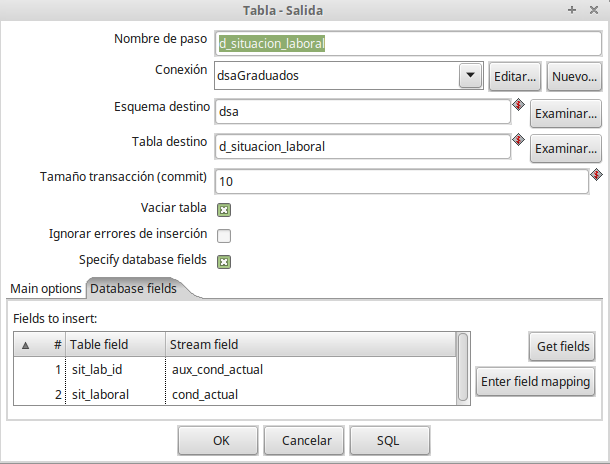 Tabla - Salida
Nombre de paso d_situacion_laboral
Conexión dsaGraduados Editar... Nuevo...
Esquema destino dsa Examinar...
Tabla destino d_situacion_laboral Examinar...
Tamaño transacción (commit) 10
Vaciar tabla
Ignorar errores de inserción
Specify database fields
Main options Database fields
Fields to insert:
# Table field Stream field
Get fields
1 sit_lab_id aux_cond_actual
Enter field mapping
2 sit_laboral cond_actual
OK Cancelar SQL